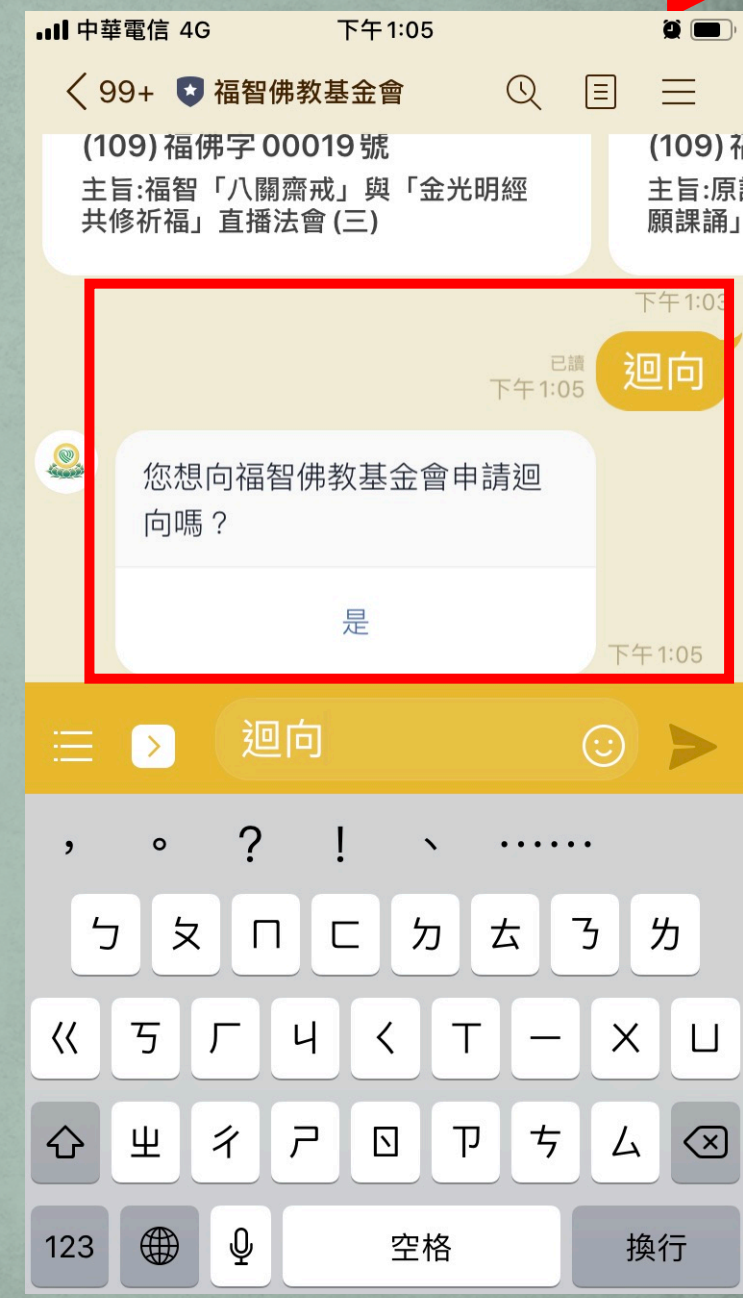 中華電信 4G 下午 1:05
99+ 福智佛教基金會
(109) 福佛字 00019 號 (109)
主旨:福智「八關齋戒」與「金光明經 主旨:原
共修祈福」直播法會 (三) 願課誦」
下午 1:03
已讀
下午 1:05 迴向
您想向福智佛教基金會申請迴
向嗎?
是
下午 1:05
迴向
, 。 ? ! 、 ⋯⋯
ㄅ ㄆ ㄇ ㄈ ㄉ ㄊ ㄋ ㄌ
ㄍ ㄎ ㄏ ㄐ ㄑ ㄒ ㄧ ㄨ ㄩ
ㄓ ㄔ ㄕ ㄖ ㄗ ㄘ ㄙ
123 空格 換行